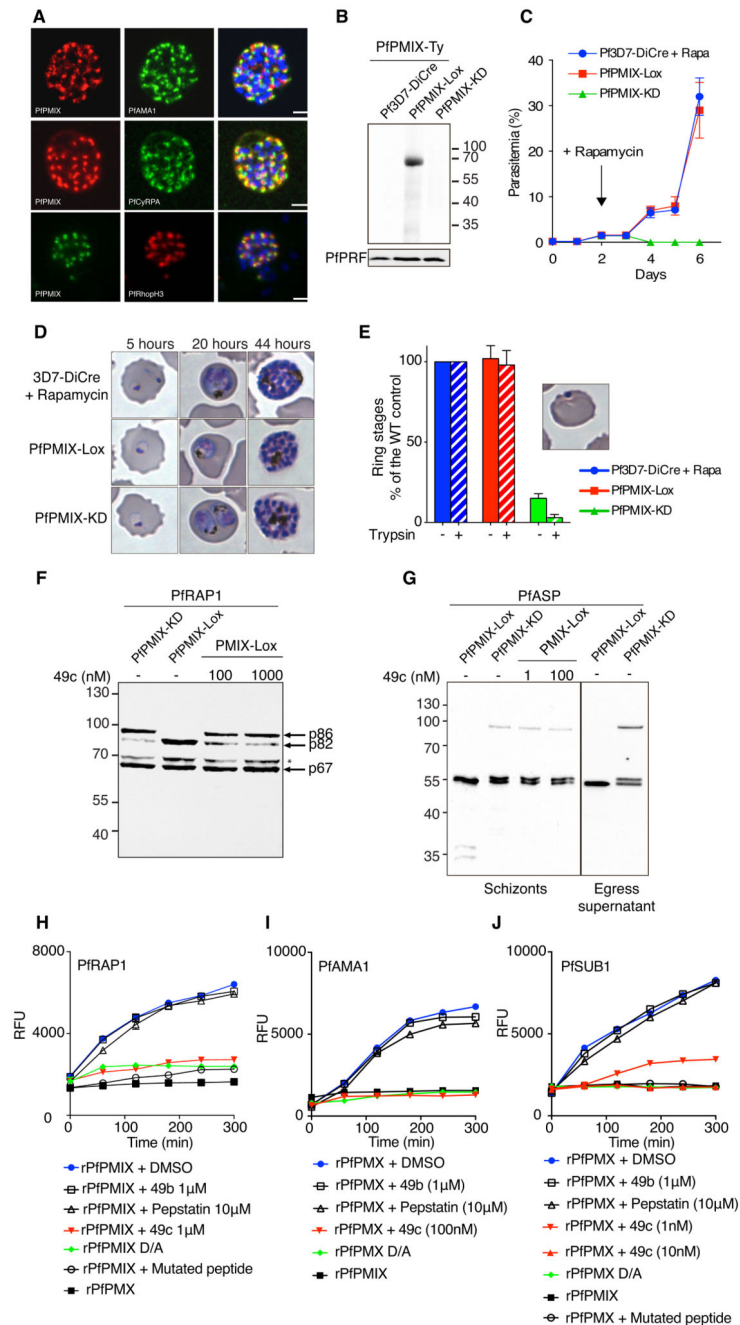 A
PfPMIX
PfAMA1
PfPMIX
PfCyRPA
PfPMIX
PfRhopH3
B
PfPMIX-Ty
Pf3D7-DiCre
PfPMIX-Lox
PfPMIX-KD
100
70
55
40
35
PfPRF
C
Pf3D7-DiCre + Rapa
PfPMIX-Lox
PfPMIX-KD
Parasitemia (%)
40
30
20
10
0
+ Rapamycin
0 2 4 6
Days
D
5 hours 20 hours 44 hours
3D7-DiCre
+ Rapamycin
PfPMIX-Lox
PfPMIX-KD
E
Ring stages
% of the WT control
100
50
0
Trypsin - + - + - +
Pf3D7-DiCre + Rapa
PfPMIX-Lox
PfPMIX-KD
F
PfRAP1
PfPMIX-KD
PfPMIX-Lox
PMIX-Lox
49c (nM) - - 100 1000
130
100
70
55
40
p86
p82
*
p67
G
PfASP
PfPMIX-Lox
PfPMIX-KD
PMIX-Lox
PfPMIX-Lox
PfPMIX-KD
49c (nM) - - 1 100 - -
130
100
70
55
40
35
Schizonts
Egress
supernatant
H
PfRAP1
RFU
8000
4000
0
0 100 200 300
Time (min)
rPfPMIX + DMSO
rPfPMIX + 49b 1µM
rPfPMIX + Pepstatin 10µM
rPfPMIX + 49c 1µM
rPfPMIX D/A
rPfPMIX + Mutated peptide
rPfPMX
I
PfAMA1
RFU
10000
5000
0
0 100 200 300
Time (min)
rPfPMX + DMSO
rPfPMX + 49b (1µM)
rPfPMX + Pepstatin (10µM)
rPfPMX + 49c (100nM)
rPfPMX D/A
rPfPMIX
J
PfSUB1
RFU
10000
5000
0
0 100 200 300
Time (min)
rPfPMX + DMSO
rPfPMX + 49b (1µM)
rPfPMX + Pepstatin (10µM)
rPfPMX + 49c (1nM)
rPfPMX + 49c (10nM)
rPfPMX D/A
rPfPMIX
rPfPMX + Mutated peptide